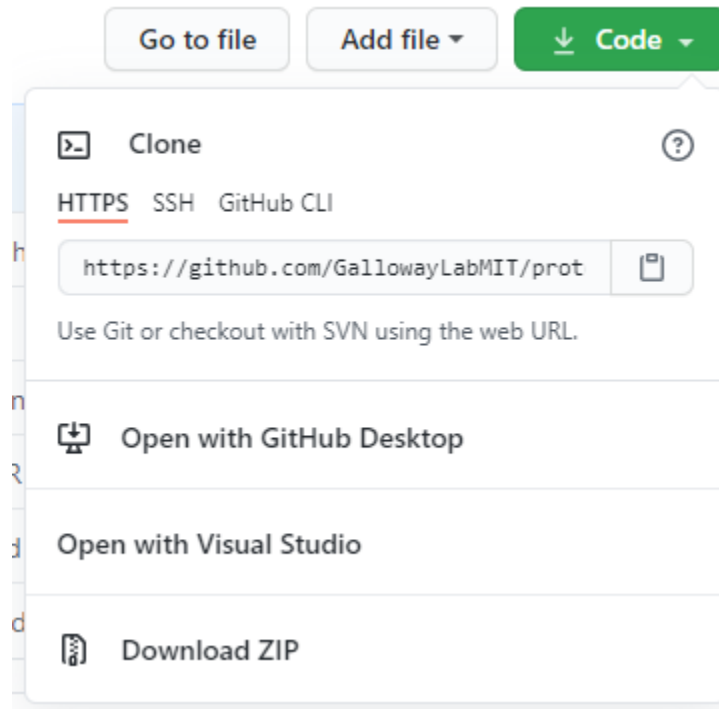 Go to file Add file Code
Clone
HTTPS SSH GitHub CLI
https://github.com/GallowayLabMIT/prot
Use Git or checkout with SVN using the web URL.
Open with GitHub Desktop
Open with Visual Studio
Download ZIP